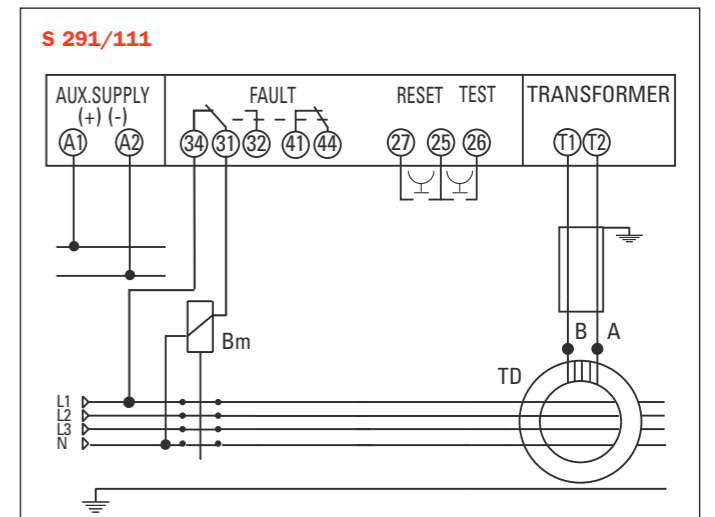 S 291/111
AUX.SUPPLY FAULT RESET TEST TRANSFORMER
(+) (-)
A1 A2 34 31 32 41 44 27 25 26 T1 T2
B A
Bm
TD
L1
L2
L3
N